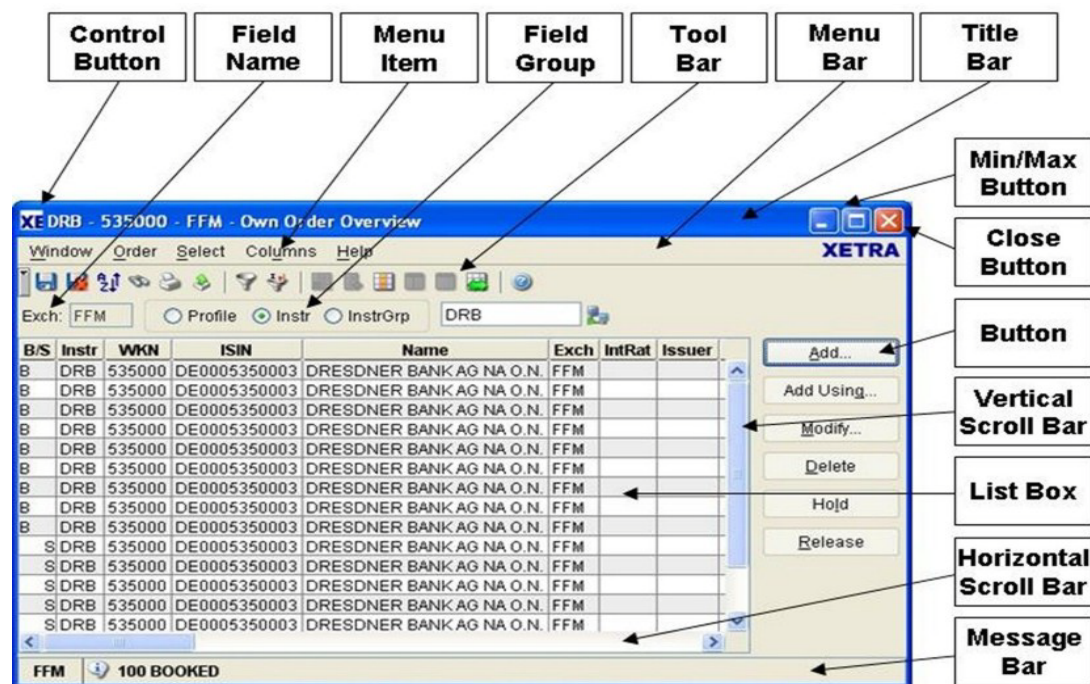 Control Button
Field Name
Menu Item
Field Group
Tool Bar
Menu Bar
Title Bar
Min/Max Button
Close Button
Button
Vertical Scroll Bar
List Box
Horizontal Scroll Bar
Message Bar
XE DRB - 535000 - FFM - Own Order Overview
Window Order Select Columns Help XETRA
Exch: FFM Profile Instr InstrGrp DRB
B/S Instr WKN ISIN Name Exch IntRat Issuer
B DRB 535000 DE0005350003 DRESDNER BANK AG NA O.N. FFM
B DRB 535000 DE0005350003 DRESDNER BANK AG NA O.N. FFM
B DRB 535000 DE0005350003 DRESDNER BANK AG NA O.N. FFM
B DRB 535000 DE0005350003 DRESDNER BANK AG NA O.N. FFM
B DRB 535000 DE0005350003 DRESDNER BANK AG NA O.N. FFM
B DRB 535000 DE0005350003 DRESDNER BANK AG NA O.N. FFM
B DRB 535000 DE0005350003 DRESDNER BANK AG NA O.N. FFM
B DRB 535000 DE0005350003 DRESDNER BANK AG NA O.N. FFM
B DRB 535000 DE0005350003 DRESDNER BANK AG NA O.N. FFM
S DRB 535000 DE0005350003 DRESDNER BANK AG NA O.N. FFM
S DRB 535000 DE0005350003 DRESDNER BANK AG NA O.N. FFM
S DRB 535000 DE0005350003 DRESDNER BANK AG NA O.N. FFM
S DRB 535000 DE0005350003 DRESDNER BANK AG NA O.N. FFM
S DRB 535000 DE0005350003 DRESDNER BANK AG NA O.N. FFM
Add...
Add Using...
Modify...
Delete
Hold
Release
FFM 100 BOOKED